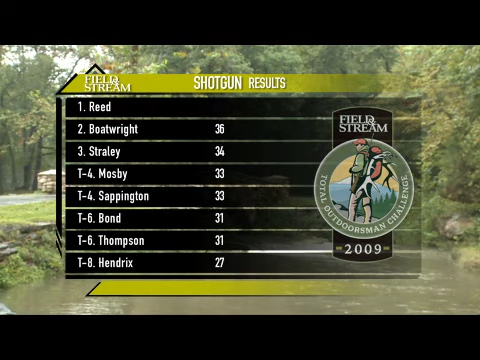 FIELD & STREAM
SHOTGUN RESULTS
1. Reed
2. Boatwright 36
3. Straley 34
T-4. Mosby 33
T-4. Sappington 33
T-6. Bond 31
T-6. Thompson 31
T-8. Hendrix 27
FIELD & STREAM
TOTAL OUTDOORSMAN CHALLENGE
2009